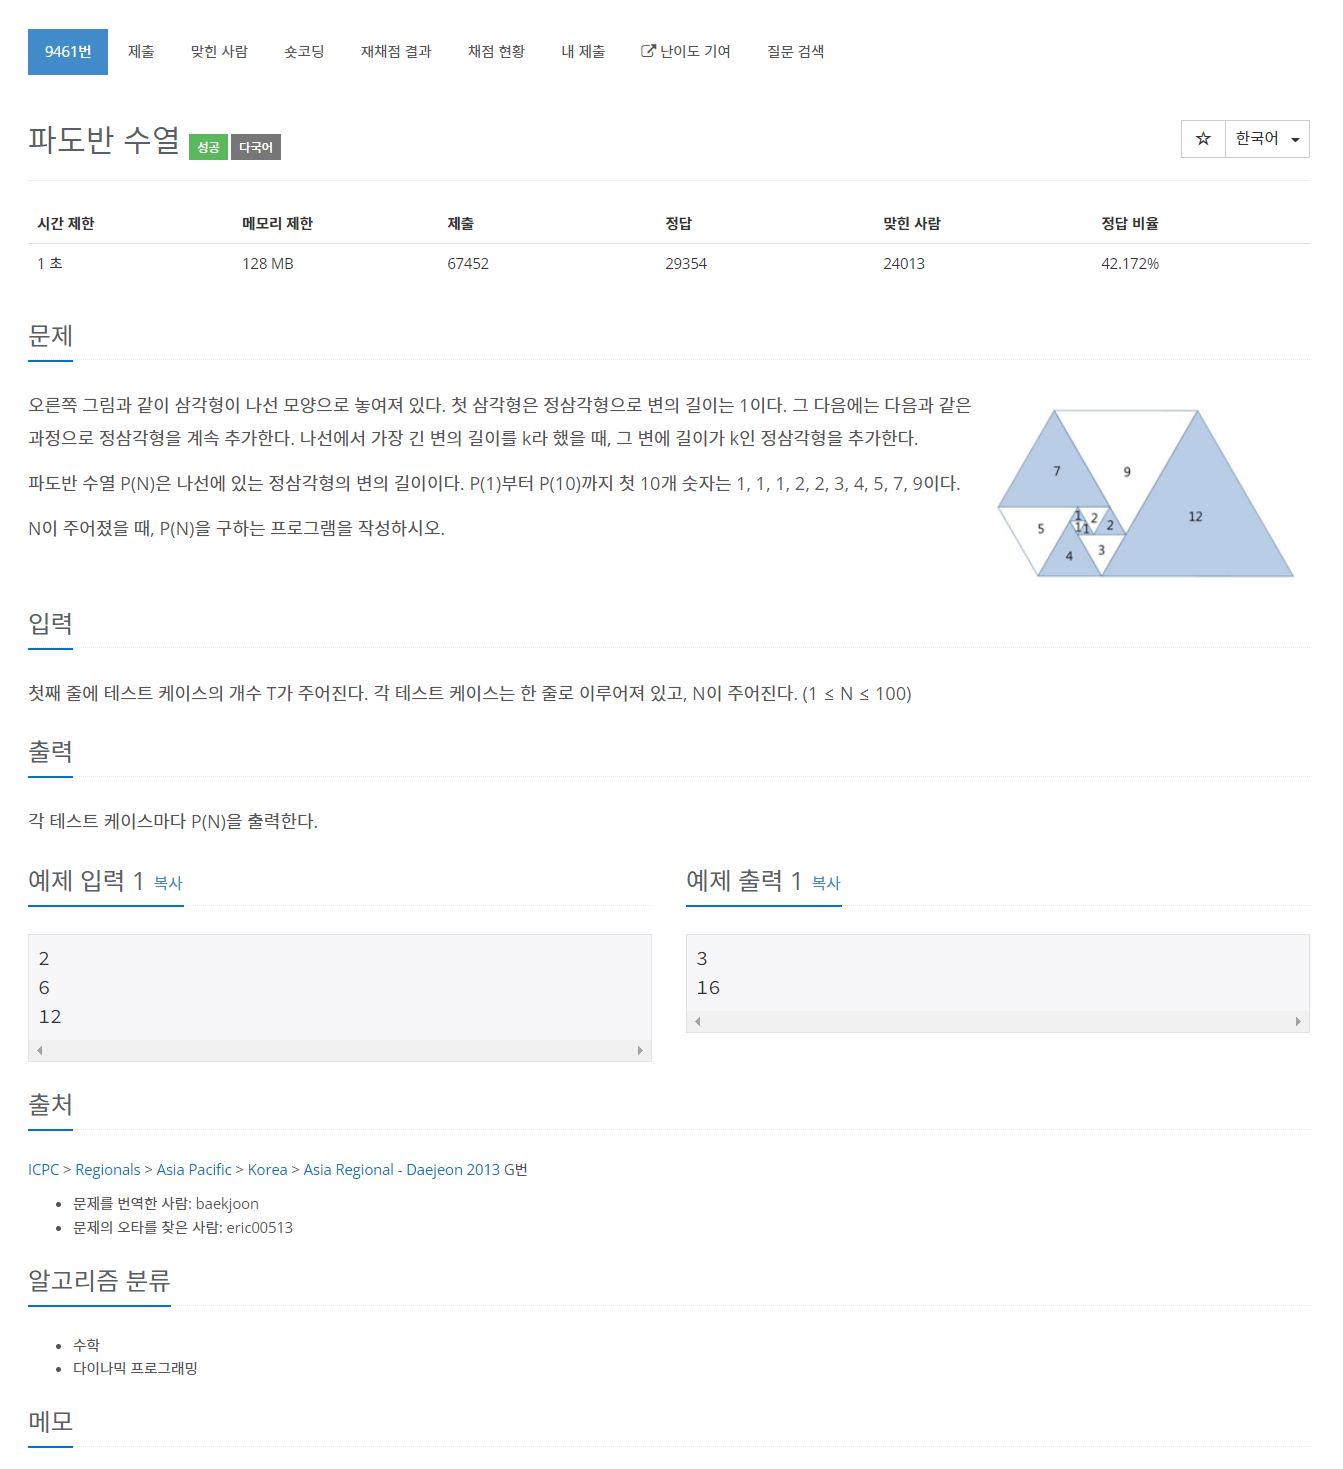 9461번 제출 맞힌 사람 숏코딩 재채점 결과 채점 현황 내 제출 난이도 기여 질문 검색
파도반 수열 성공 다국어
☆ 한국어
시간 제한 메모리 제한 제출 정답 맞힌 사람 정답 비율
1 초 128 MB 67452 29354 24013 42.172%
문제
오른쪽 그림과 같이 삼각형이 나선 모양으로 놓여져 있다. 첫 삼각형은 정삼각형으로 변의 길이는 1이다. 그 다음에는 다음과 같은
과정으로 정삼각형을 계속 추가한다. 나선에서 가장 긴 변의 길이를 k라 했을 때, 그 변에 길이가 k인 정삼각형을 추가한다.
파도반 수열 P(N)은 나선에 있는 정삼각형의 변의 길이이다. P(1)부터 P(10)까지 첫 10개 숫자는 1, 1, 1, 2, 2, 3, 4, 5, 7, 9이다.
N이 주어졌을 때, P(N)을 구하는 프로그램을 작성하시오.
7 9
12
1 2
5 1 1 2
4 3
입력
첫째 줄에 테스트 케이스의 개수 T가 주어진다. 각 테스트 케이스는 한 줄로 이루어져 있고, N이 주어진다. (1 ≤ N ≤ 100)
출력
각 테스트 케이스마다 P(N)을 출력한다.
예제 입력 1 복사
2
6
12
예제 출력 1 복사
3
16
출처
ICPC > Regionals > Asia Pacific > Korea > Asia Regional - Daejeon 2013 G번
문제를 번역한 사람: baekjoon
문제의 오타를 찾은 사람: eric00513
알고리즘 분류
수학
다이나믹 프로그래밍
메모